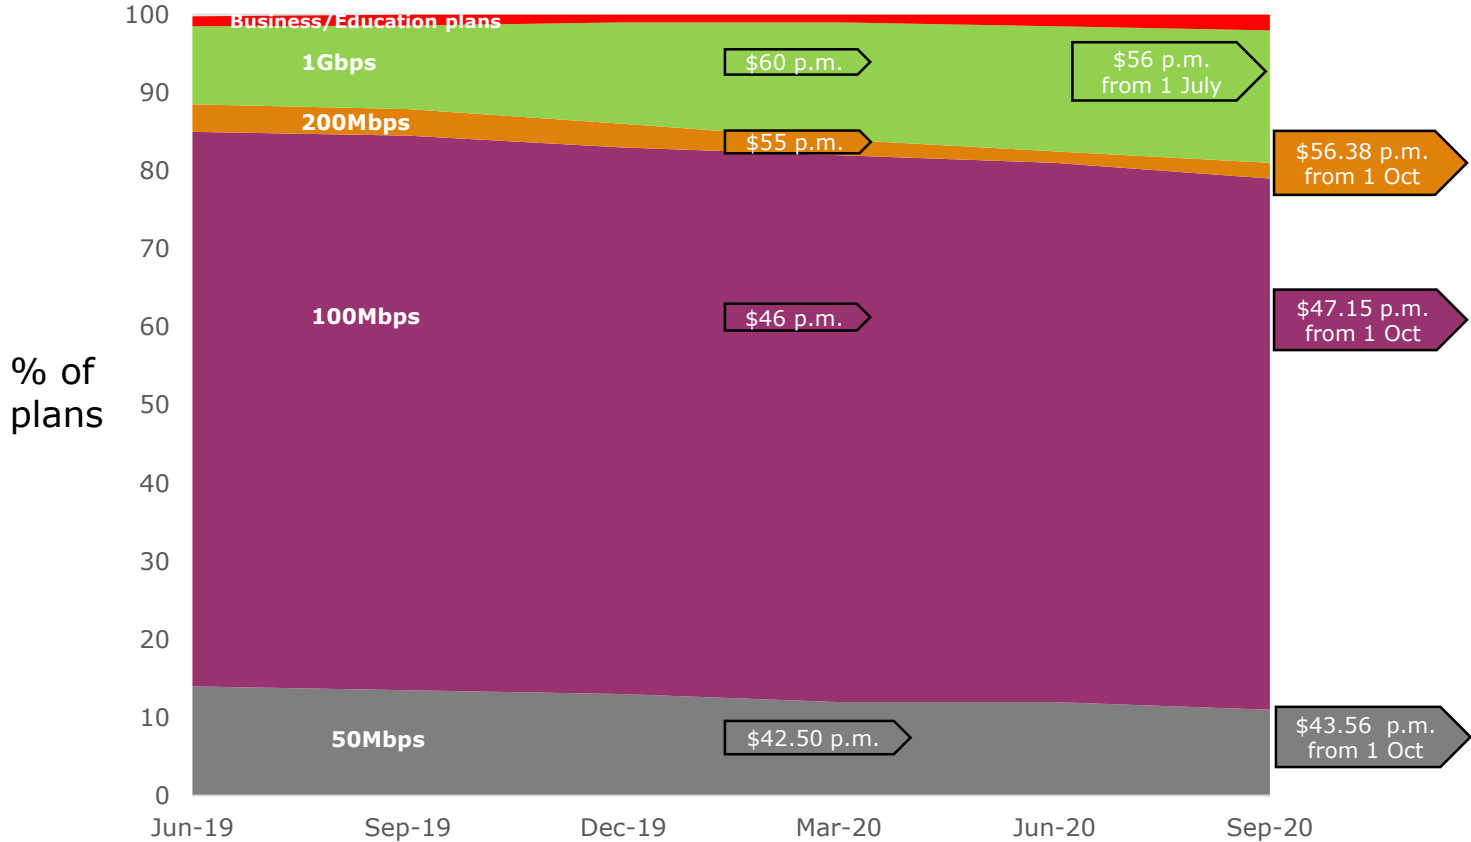 100
Business/Education plans
1Gbps
$60 p.m.
$56 p.m.
from 1 July
90
200Mbps
$55 p.m.
$56.38 p.m.
from 1 Oct
80
70
100Mbps
$46 p.m.
$47.15 p.m.
from 1 Oct
60
% of
plans
50
40
30
20
10
50Mbps
$42.50 p.m.
$43.56 p.m.
from 1 Oct
0
Jun-19
Sep-19
Dec-19
Mar-20
Jun-20
Sep-20